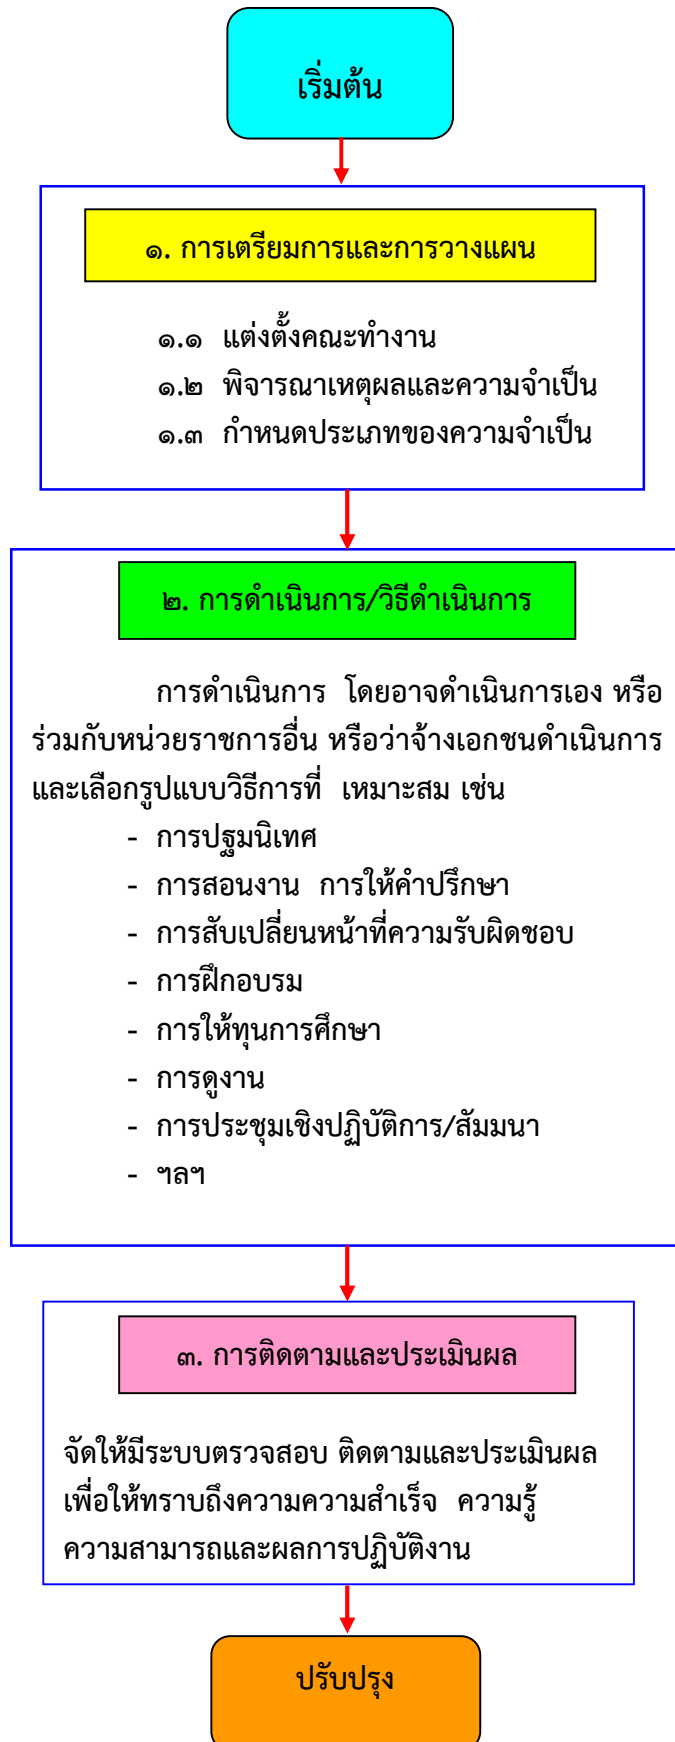 เริ่มต้น
๑. การเตรียมการและการวางแผน
๑.๑ แต่งตั้งคณะทำงาน
๑.๒ พิจารณาเหตุผลและความจำเป็น
๑.๓ กำหนดประเภทของความจำเป็น
๒. การดำเนินการ/วิธีดำเนินการ
การดำเนินการ โดยอาจดำเนินการเอง หรือ
ร่วมกับหน่วยราชการอื่น หรือว่าจ้างเอกชนดำเนินการ
และเลือกรูปแบบวิธีการที่ เหมาะสม เช่น
- การปฐมนิเทศ
- การสอนงาน การให้คำปรึกษา
- การสับเปลี่ยนหน้าที่ความรับผิดชอบ
- การฝึกอบรม
- การให้ทุนการศึกษา
- การดูงาน
- การประชุมเชิงปฏิบัติการ/สัมมนา
- ฯลฯ
๓. การติดตามและประเมินผล
จัดให้มีระบบตรวจสอบ ติดตามและประเมินผล
เพื่อให้ทราบถึงความความสำเร็จ ความรู้
ความสามารถและผลการปฏิบัติงาน
ปรับปรุง